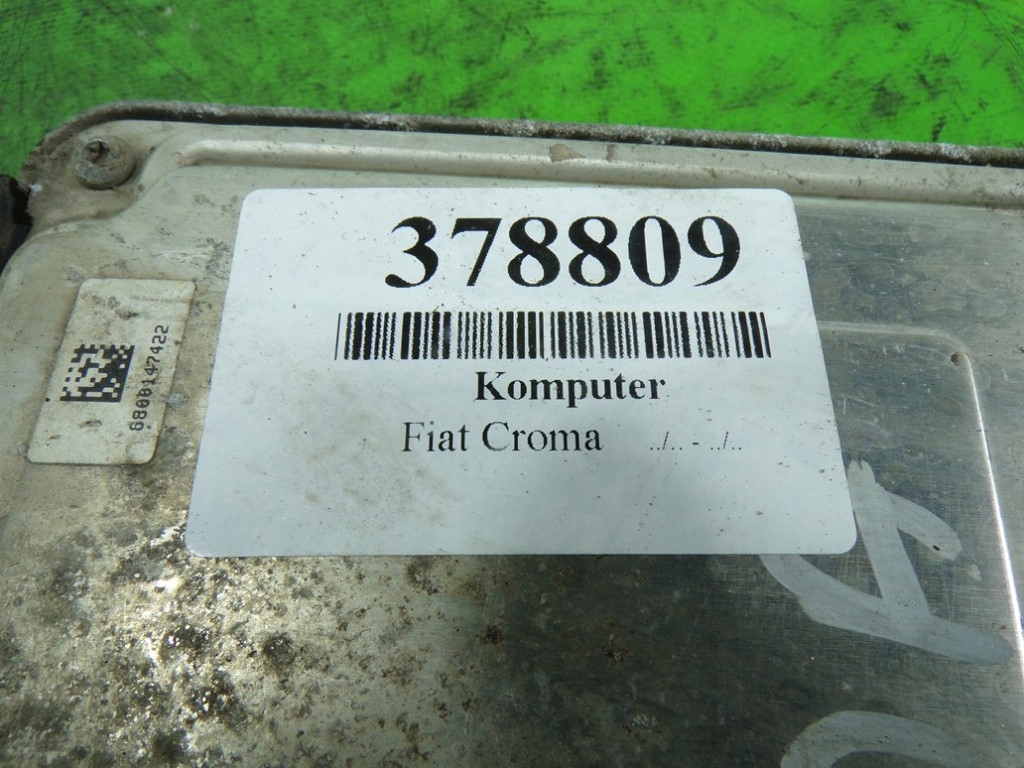 378809
Komputer
Fiat Croma ../.. - ../..
6800147422